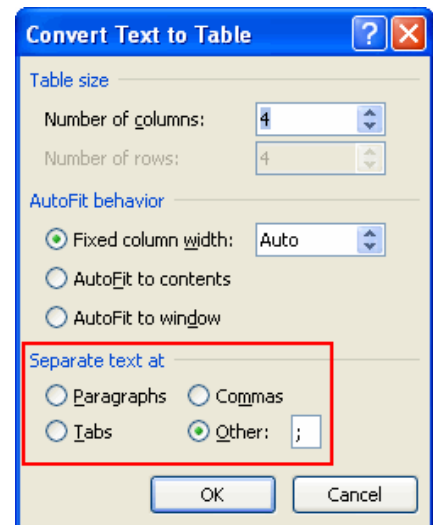 Convert Text to Table
Table size
Number of columns: 4
Number of rows: 4
AutoFit behavior
Fixed column width: Auto
AutoFit to contents
AutoFit to window
Separate text at
Paragraphs Commas
Tabs Other: ;
OK Cancel